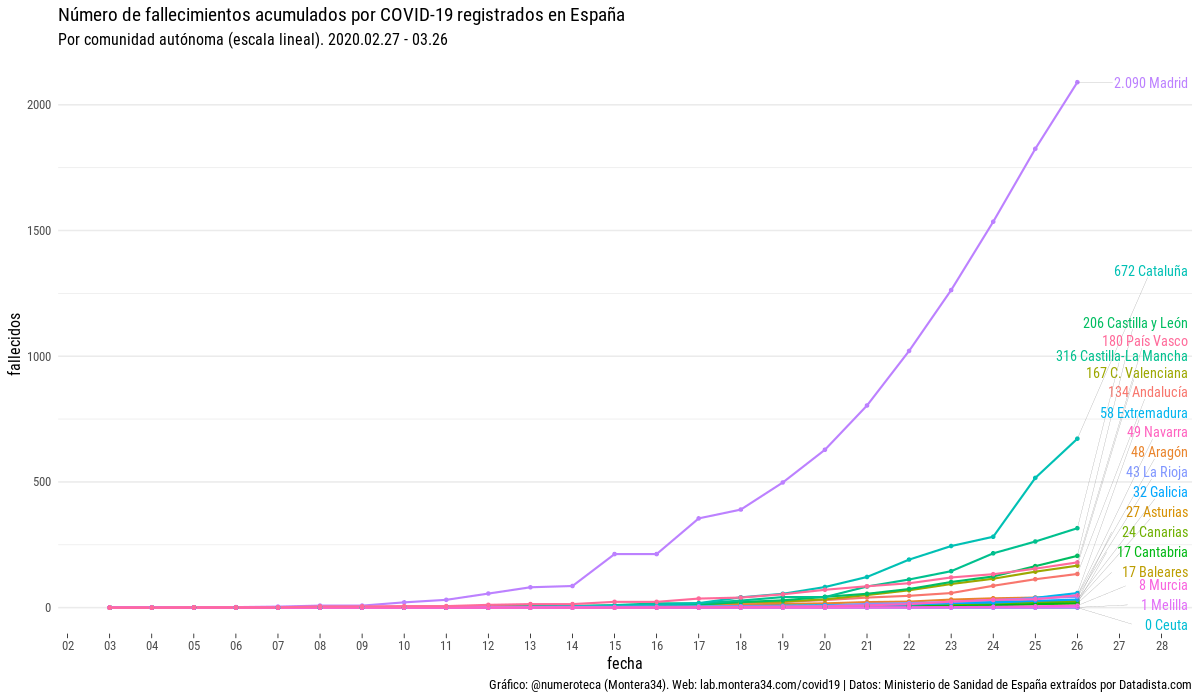 Número de fallecimientos acumulados por COVID-19 registrados en España
Por comunidad autónoma (escala lineal). 2020.02.27 - 03.26
fallecidos
2000
1500
1000
500
0
2.090 Madrid
672 Cataluña
206 Castilla y León
180 País Vasco
316 Castilla-La Mancha
167 C. Valenciana
134 Andalucía
58 Extremadura
49 Navarra
48 Aragón
43 La Rioja
32 Galicia
27 Asturias
24 Canarias
17 Cantabria
17 Baleares
8 Murcia
1 Melilla
0 Ceuta
02 03 04 05 06 07 08 09 10 11 12 13 14 15 16 17 18 19 20 21 22 23 24 25 26 27 28
fecha
Gráfico: @numeroteca (Montera34). Web: lab.montera34.com/covid19 | Datos: Ministerio de Sanidad de España extraídos por Datadista.com